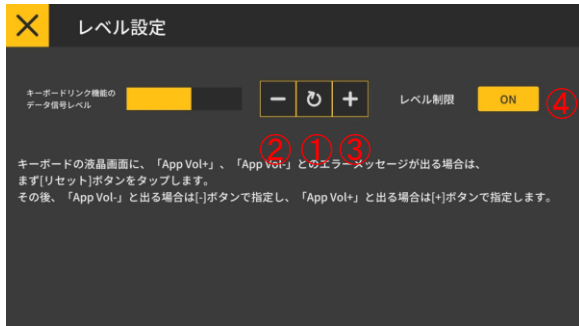 レベル設定
キーボードリンク機能の
データ信号レベル
レベル制限
ON
④
②
①
③
キーボードの液晶画面に、「App Vol+」、「App Vol-」とのエラーメッセージが出る場合は、
まず[リセット]ボタンをタップします。
その後、「App Vol-」と出る場合は[-]ボタンで指定し、「App Vol+」と出る場合は[+]ボタンで指定します。